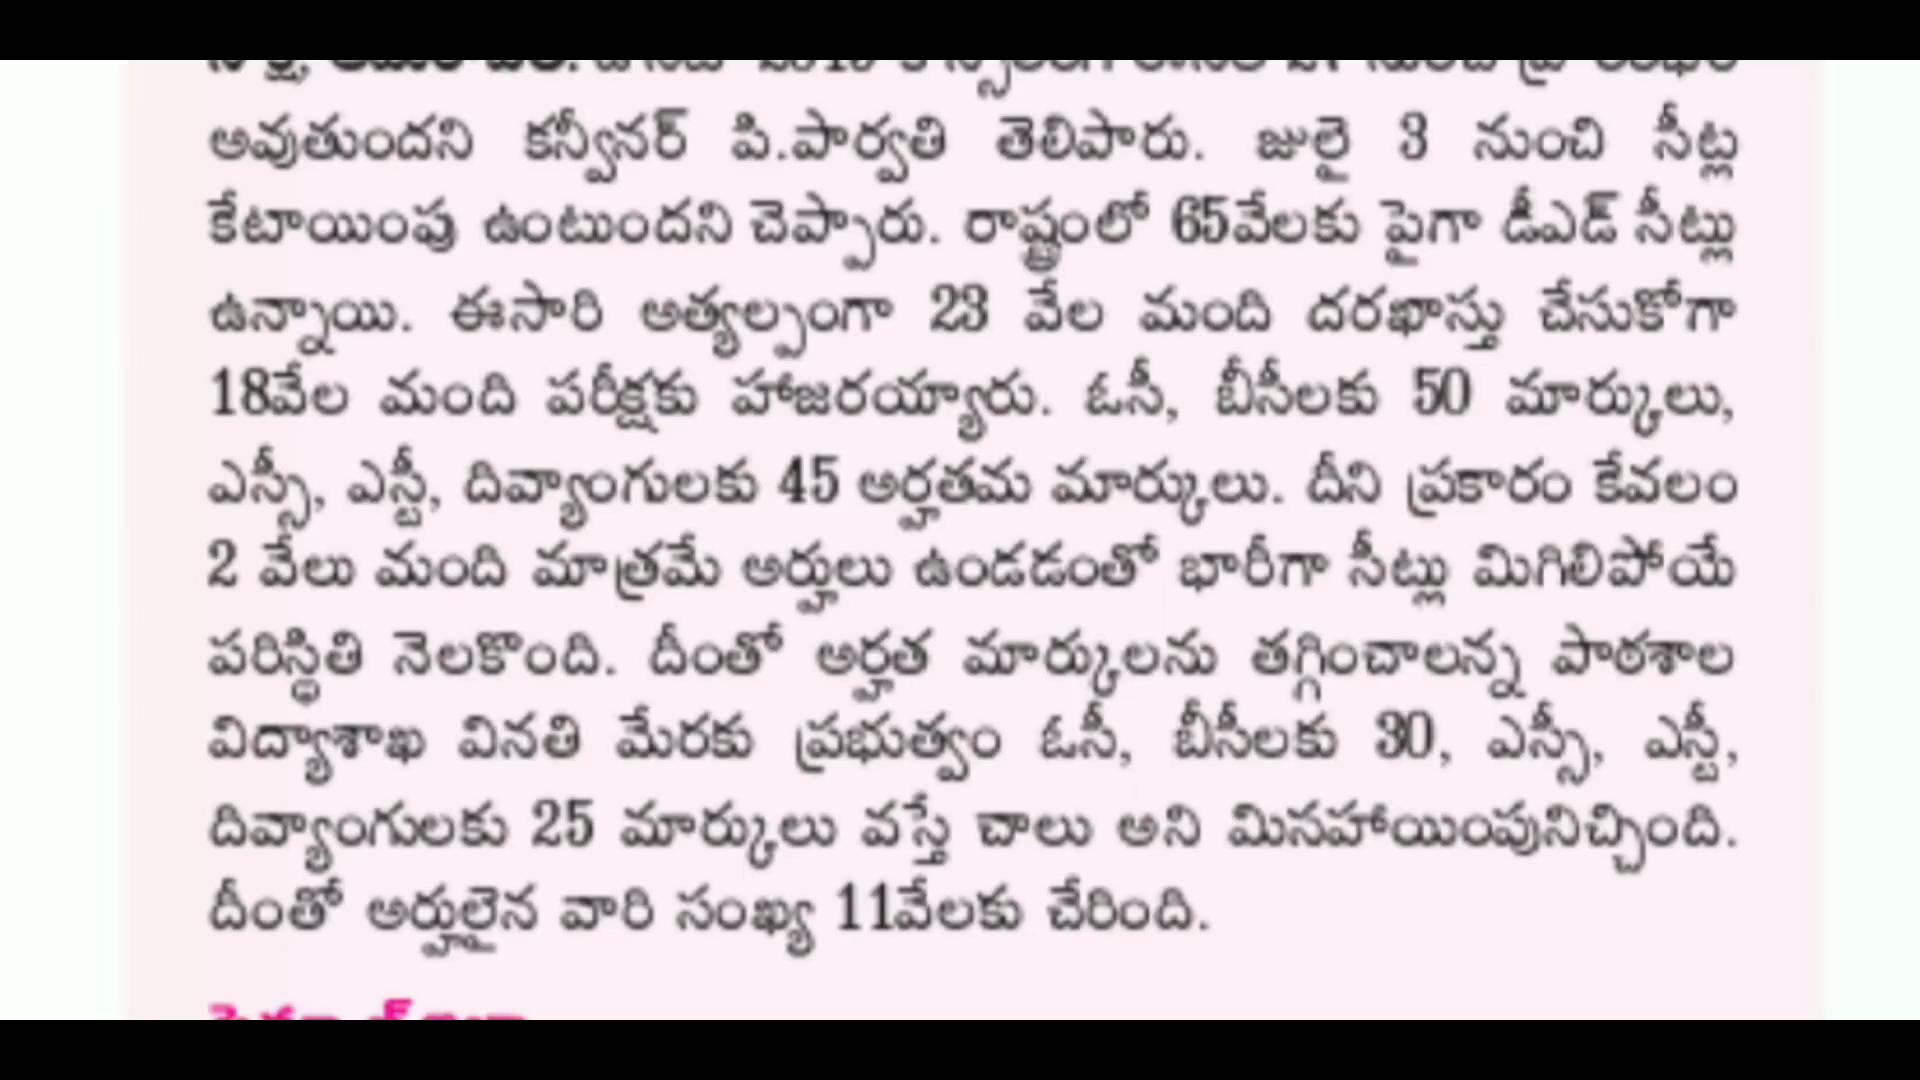 అవుతుందని కన్వీనర్ పి.పార్వతి తెలిపారు. జులై 3 నుంచి సీట్ల
కేటాయింపు ఉంటుందని చెప్పారు. రాష్ట్రంలో 65వేలకు పైగా డీఎడ్ సీట్లు
ఉన్నాయి. ఈసారి అత్యల్పంగా 23 వేల మంది దరఖాస్తు చేసుకోగా
18వేల మంది పరీక్షకు హాజరయ్యారు. ఓసీ, బీసీలకు 50 మార్కులు,
ఎస్సీ, ఎస్టీ, దివ్యాంగులకు 45 అర్హతమ మార్కులు. దీని ప్రకారం కేవలం
2 వేలు మంది మాత్రమే అర్హులు ఉండడంతో భారీగా సీట్లు మిగిలిపోయే
పరిస్థితి నెలకొంది. దీంతో అర్హత మార్కులను తగ్గించాలన్న పాఠశాల
విద్యాశాఖ వినతి మేరకు ప్రభుత్వం ఓసీ, బీసీలకు 30, ఎస్సీ, ఎస్టీ,
దివ్యాంగులకు 25 మార్కులు వస్తే చాలు అని మినహాయింపునిచ్చింది.
దీంతో అర్హులైన వారి సంఖ్య 11వేలకు చేరింది.